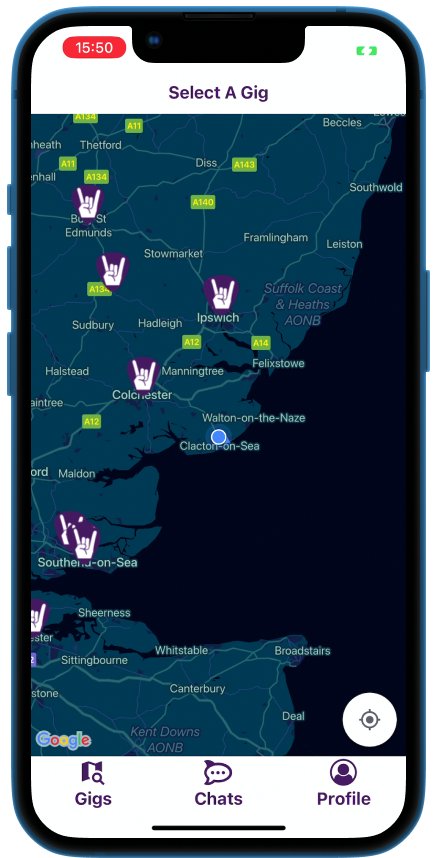 15:50
Select A Gig
A134
A11
Beccles
Thetford
A11
Diss
A143
A134
A140
Southwold
Edmunds
Framlingham
Leiston
Stowmarket
A134
Suffolk Coast
& Heaths
AONB
Ipswich
Sudbury
Hadleigh
A12
A14
Felixstowe
Halstead
Manningtree
Colchester
Walton-on-the-Naze
A12
Clacton-on-Sea
Maldon
Southend-on-Sea
Sheerness
Whitstable
Broadstairs
Sittingbourne
Canterbury
Deal
Kent Downs
AONB
Google
Gigs
Chats
Profile